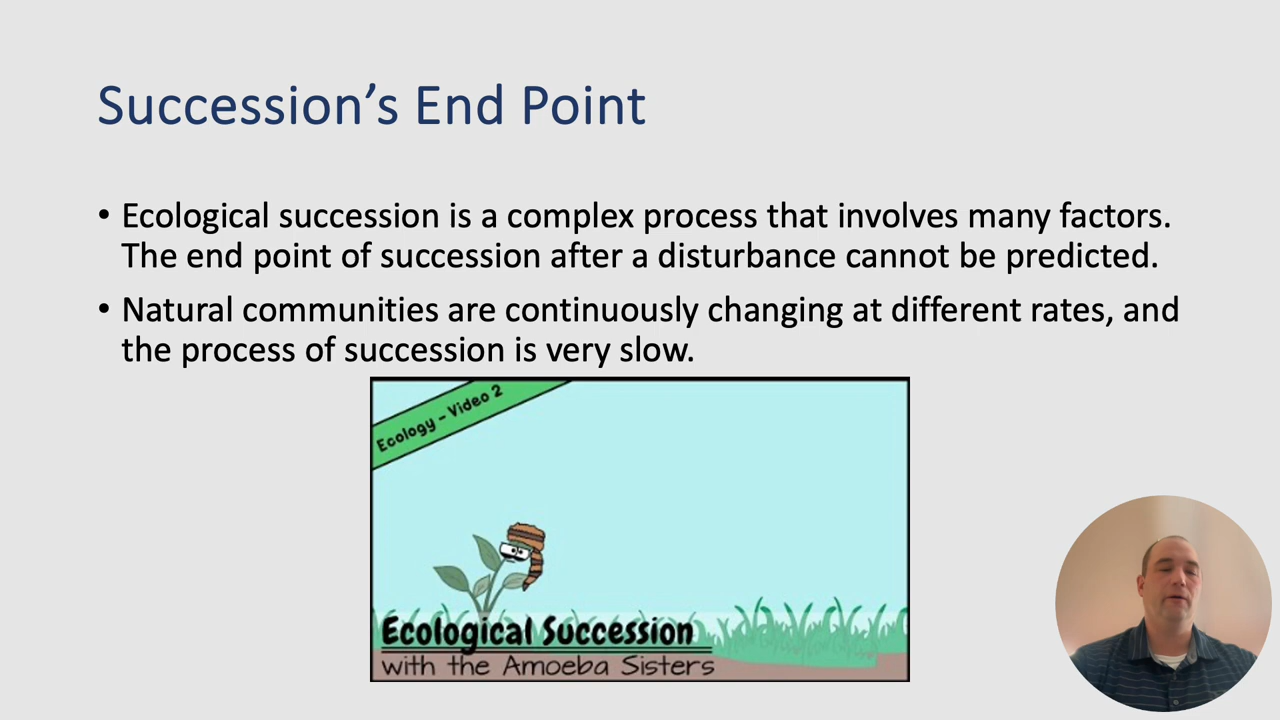 Succession’s End Point
• Ecological succession is a complex process that involves many factors.
The end point of succession after a disturbance cannot be predicted.
• Natural communities are continuously changing at different rates, and
the process of succession is very slow.
Ecology - Video 2
Ecological Succession
with the Amoeba Sisters